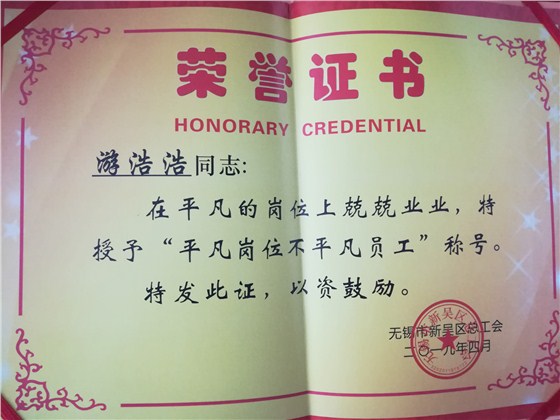 荣誉证书
HONORARY CREDENTIAL
游浩浩同志:
在平凡的岗位上兢兢业业，特
授予“平凡岗位不平凡员工”称号。
特发此证，以资鼓励。
无锡市新吴区总工会
二〇一九年四月